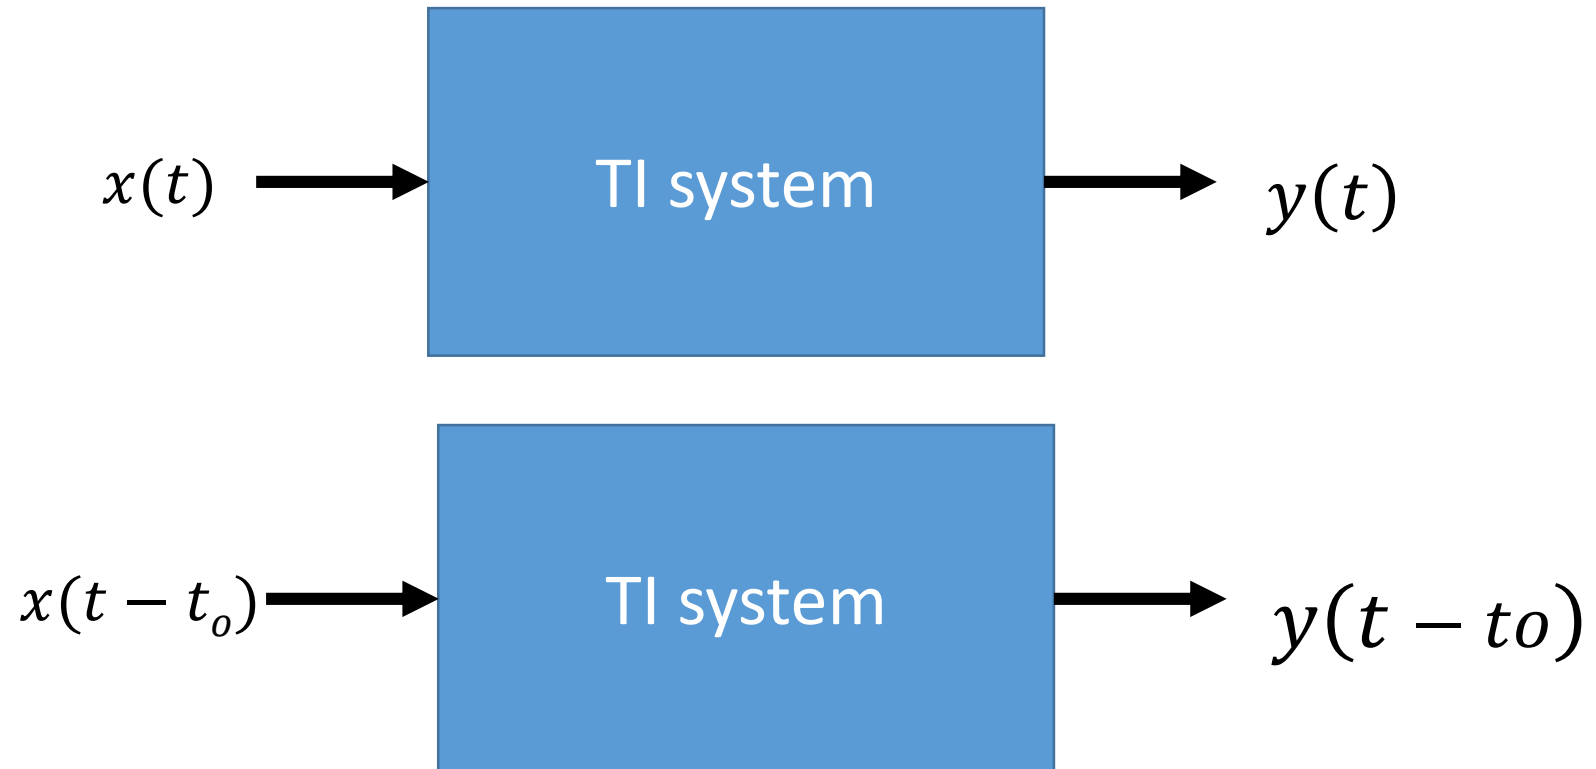 x(t) TI system y(t)
x(t − tₒ) TI system y(t − to)